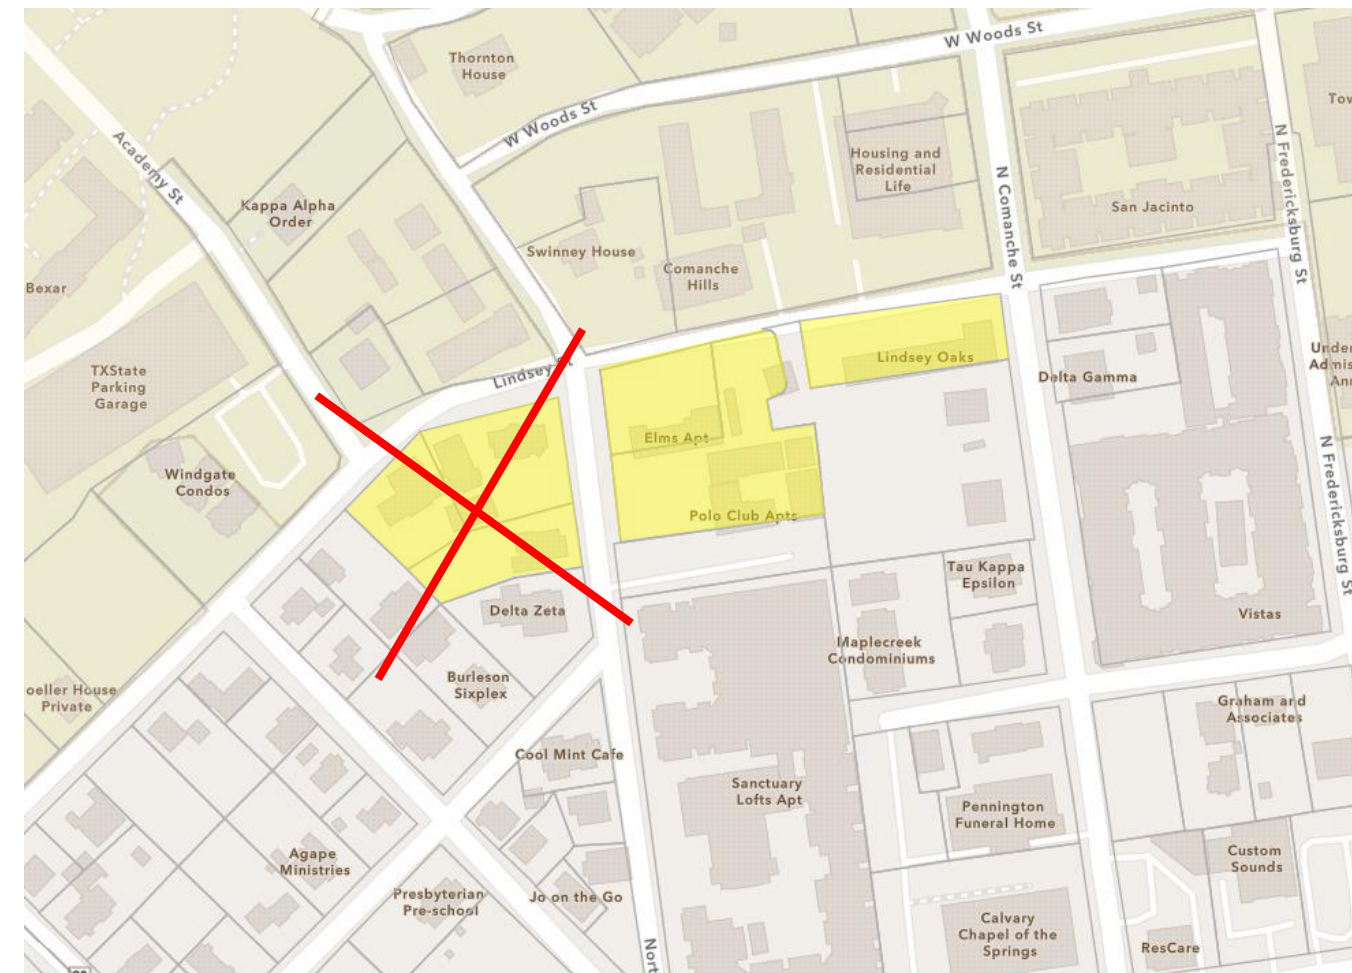 W Woods St
Thornton
House
W Woods St
Academy St
Kappa Alpha
Order
Housing and
Residential
Life
N Comanche St
San Jacinto
N Fredericksburg St
Swinney House
Comanche
Hills
Bexar
TXState
Parking
Garage
Lindsey St
Lindsey Oaks
Delta Gamma
Elms Apt
Windgate
Condos
Polo Club Apts
N Fredericksburg St
Tau Kappa
Epsilon
Delta Zeta
Vistas
Maplecreek
Condominiums
Burleson
Sixplex
oeller House
Private
Graham and
Associates
Cool Mint Cafe
Sanctuary
Lofts Apt
Pennington
Funeral Home
Agape
Ministries
Custom
Sounds
Presbyterian
Pre-school
Jo on the Go
Calvary
Chapel of the
Springs
ResCare
North